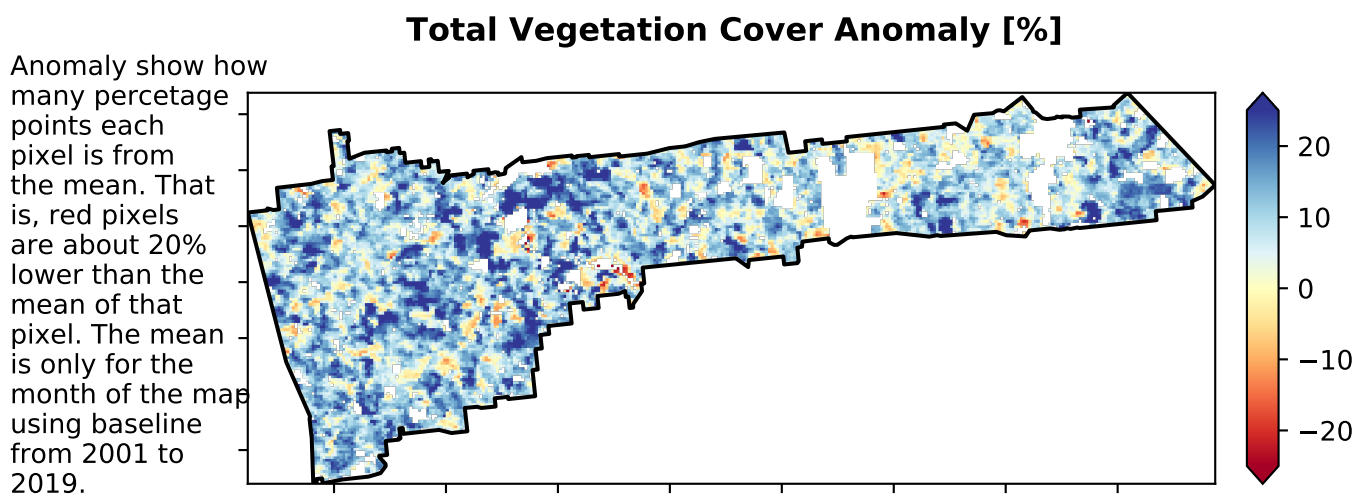 Total Vegetation Cover Anomaly [%]
Anomaly show how
many percetage
points each
pixel is from
the mean. That
is, red pixels
are about 20%
lower than the
mean of that
pixel. The mean
is only for the
month of the map
using baseline
from 2001 to
2019.
20
10
0
−10
−20